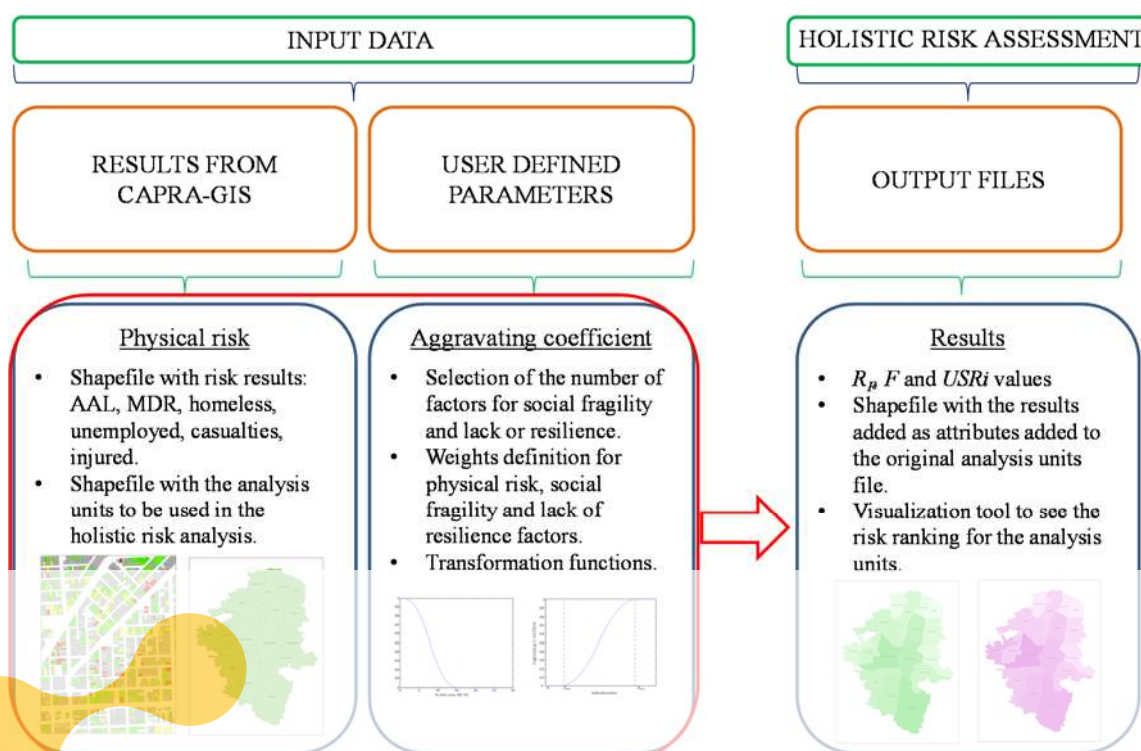 INPUT DATA
HOLISTIC RISK ASSESSMENT
RESULTS FROM
CAPRA-GIS
USER DEFINED
PARAMETERS
OUTPUT FILES
Physical risk
• Shapefile with risk results:
AAL, MDR, homeless,
unemployed, casualties,
injured.
• Shapefile with the analysis
units to be used in the
holistic risk analysis.
Aggravating coefficient
• Selection of the number of
factors for social fragility
and lack or resilience.
• Weights definition for
physical risk, social
fragility and lack of
resilience factors.
• Transformation functions.
Results
• R, F and USRi values
• Shapefile with the results
added as attributes added to
the original analysis units
file.
• Visualization tool to see the
risk ranking for the analysis
units.